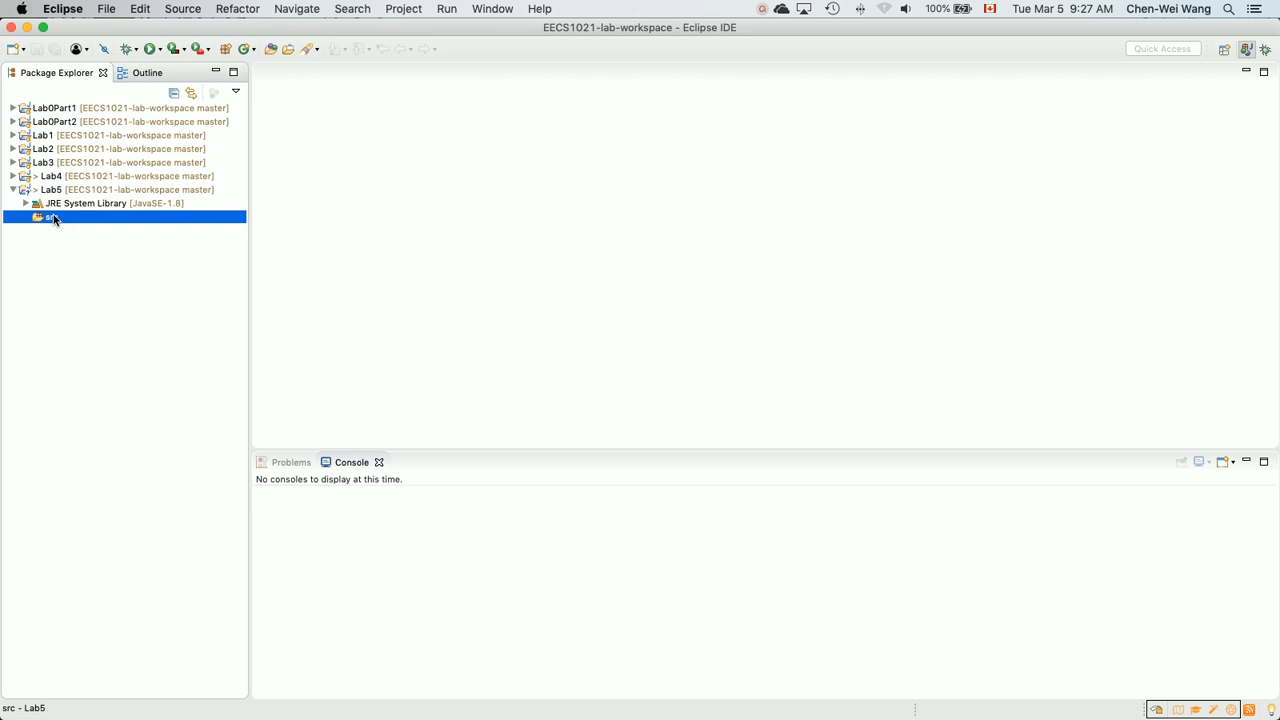 Eclipse File Edit Source Refactor Navigate Search Project Run Window Help 100% Tue Mar 5 9:27 AM Chen-Wei Wang
EECS1021-lab-workspace - Eclipse IDE
Quick Access
Package Explorer Outline
Lab0Part1 [EECS1021-lab-workspace master]
Lab0Part2 [EECS1021-lab-workspace master]
Lab1 [EECS1021-lab-workspace master]
Lab2 [EECS1021-lab-workspace master]
Lab3 [EECS1021-lab-workspace master]
> Lab4 [EECS1021-lab-workspace master]
> Lab5 [EECS1021-lab-workspace master]
JRE System Library [JavaSE-1.8]
src
Problems Console
No consoles to display at this time.
src - Lab5